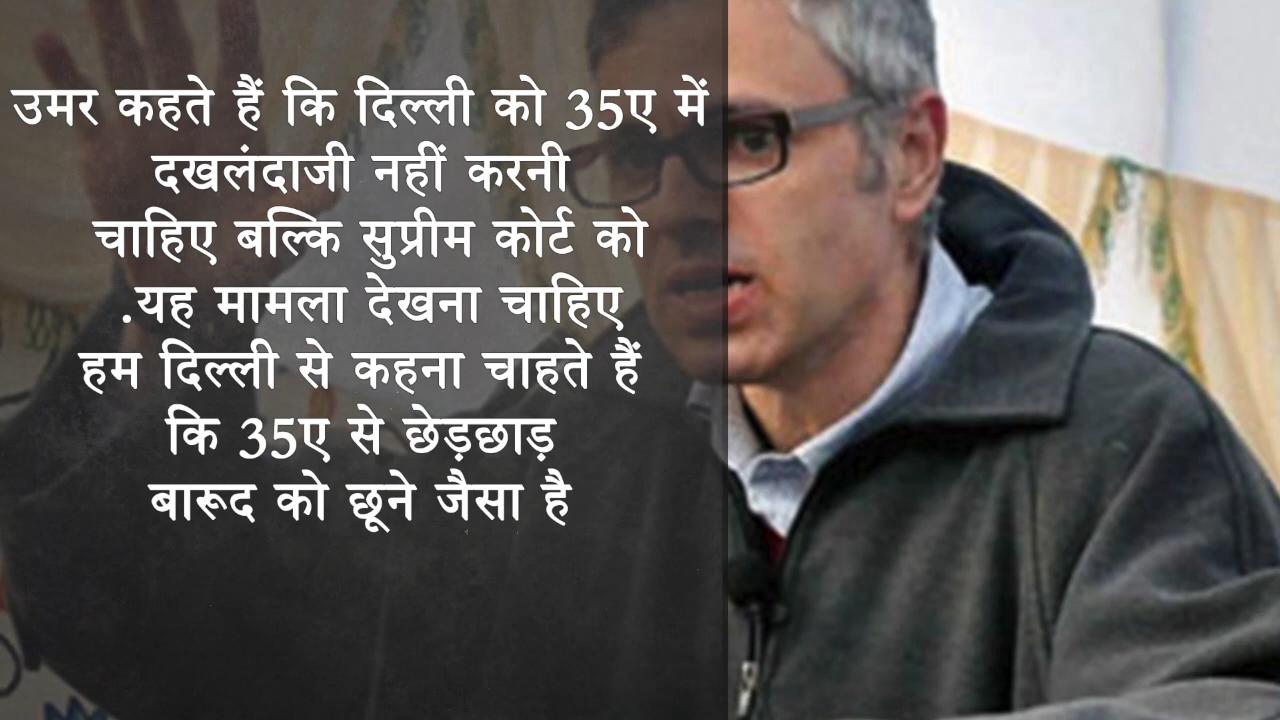 उमर कहते हैं कि दिल्ली को 35ए में
दखलंदाजी नहीं करनी
चाहिए बल्कि सुप्रीम कोर्ट को
.यह मामला देखना चाहिए
हम दिल्ली से कहना चाहते हैं
कि 35ए से छेड़छाड़
बारूद को छूने जैसा है